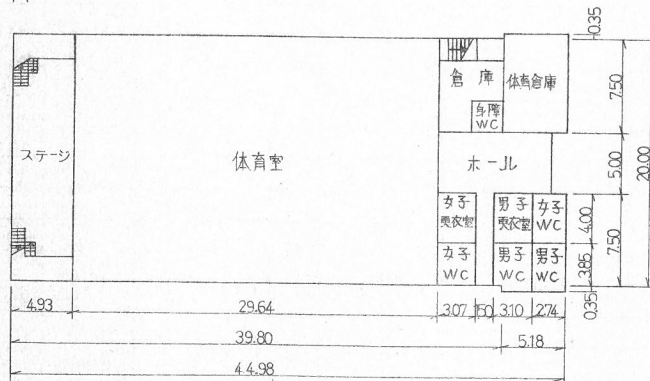 0.35
倉庫
体育倉庫
身障
WC
7.50
ステージ
体育室
ホール
5.00
20.00
女子
更衣室
男子
更衣室
女子
WC
4.00
7.50
女子
WC
男子
WC
男子
WC
3.85
0.35
4.93
29.64
3.07
1.50
3.10
2.74
39.80
5.18
44.98